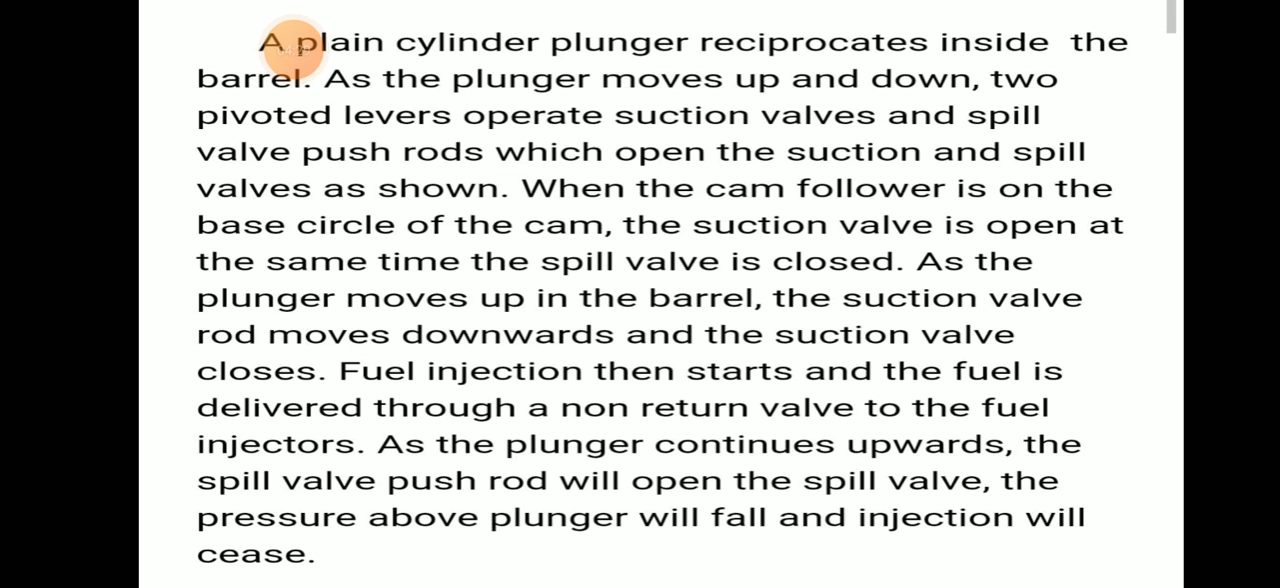 A plain cylinder plunger reciprocates inside the
barrel. As the plunger moves up and down, two
pivoted levers operate suction valves and spill
valve push rods which open the suction and spill
valves as shown. When the cam follower is on the
base circle of the cam, the suction valve is open at
the same time the spill valve is closed. As the
plunger moves up in the barrel, the suction valve
rod moves downwards and the suction valve
closes. Fuel injection then starts and the fuel is
delivered through a non return valve to the fuel
injectors. As the plunger continues upwards, the
spill valve push rod will open the spill valve, the
pressure above plunger will fall and injection will
cease.